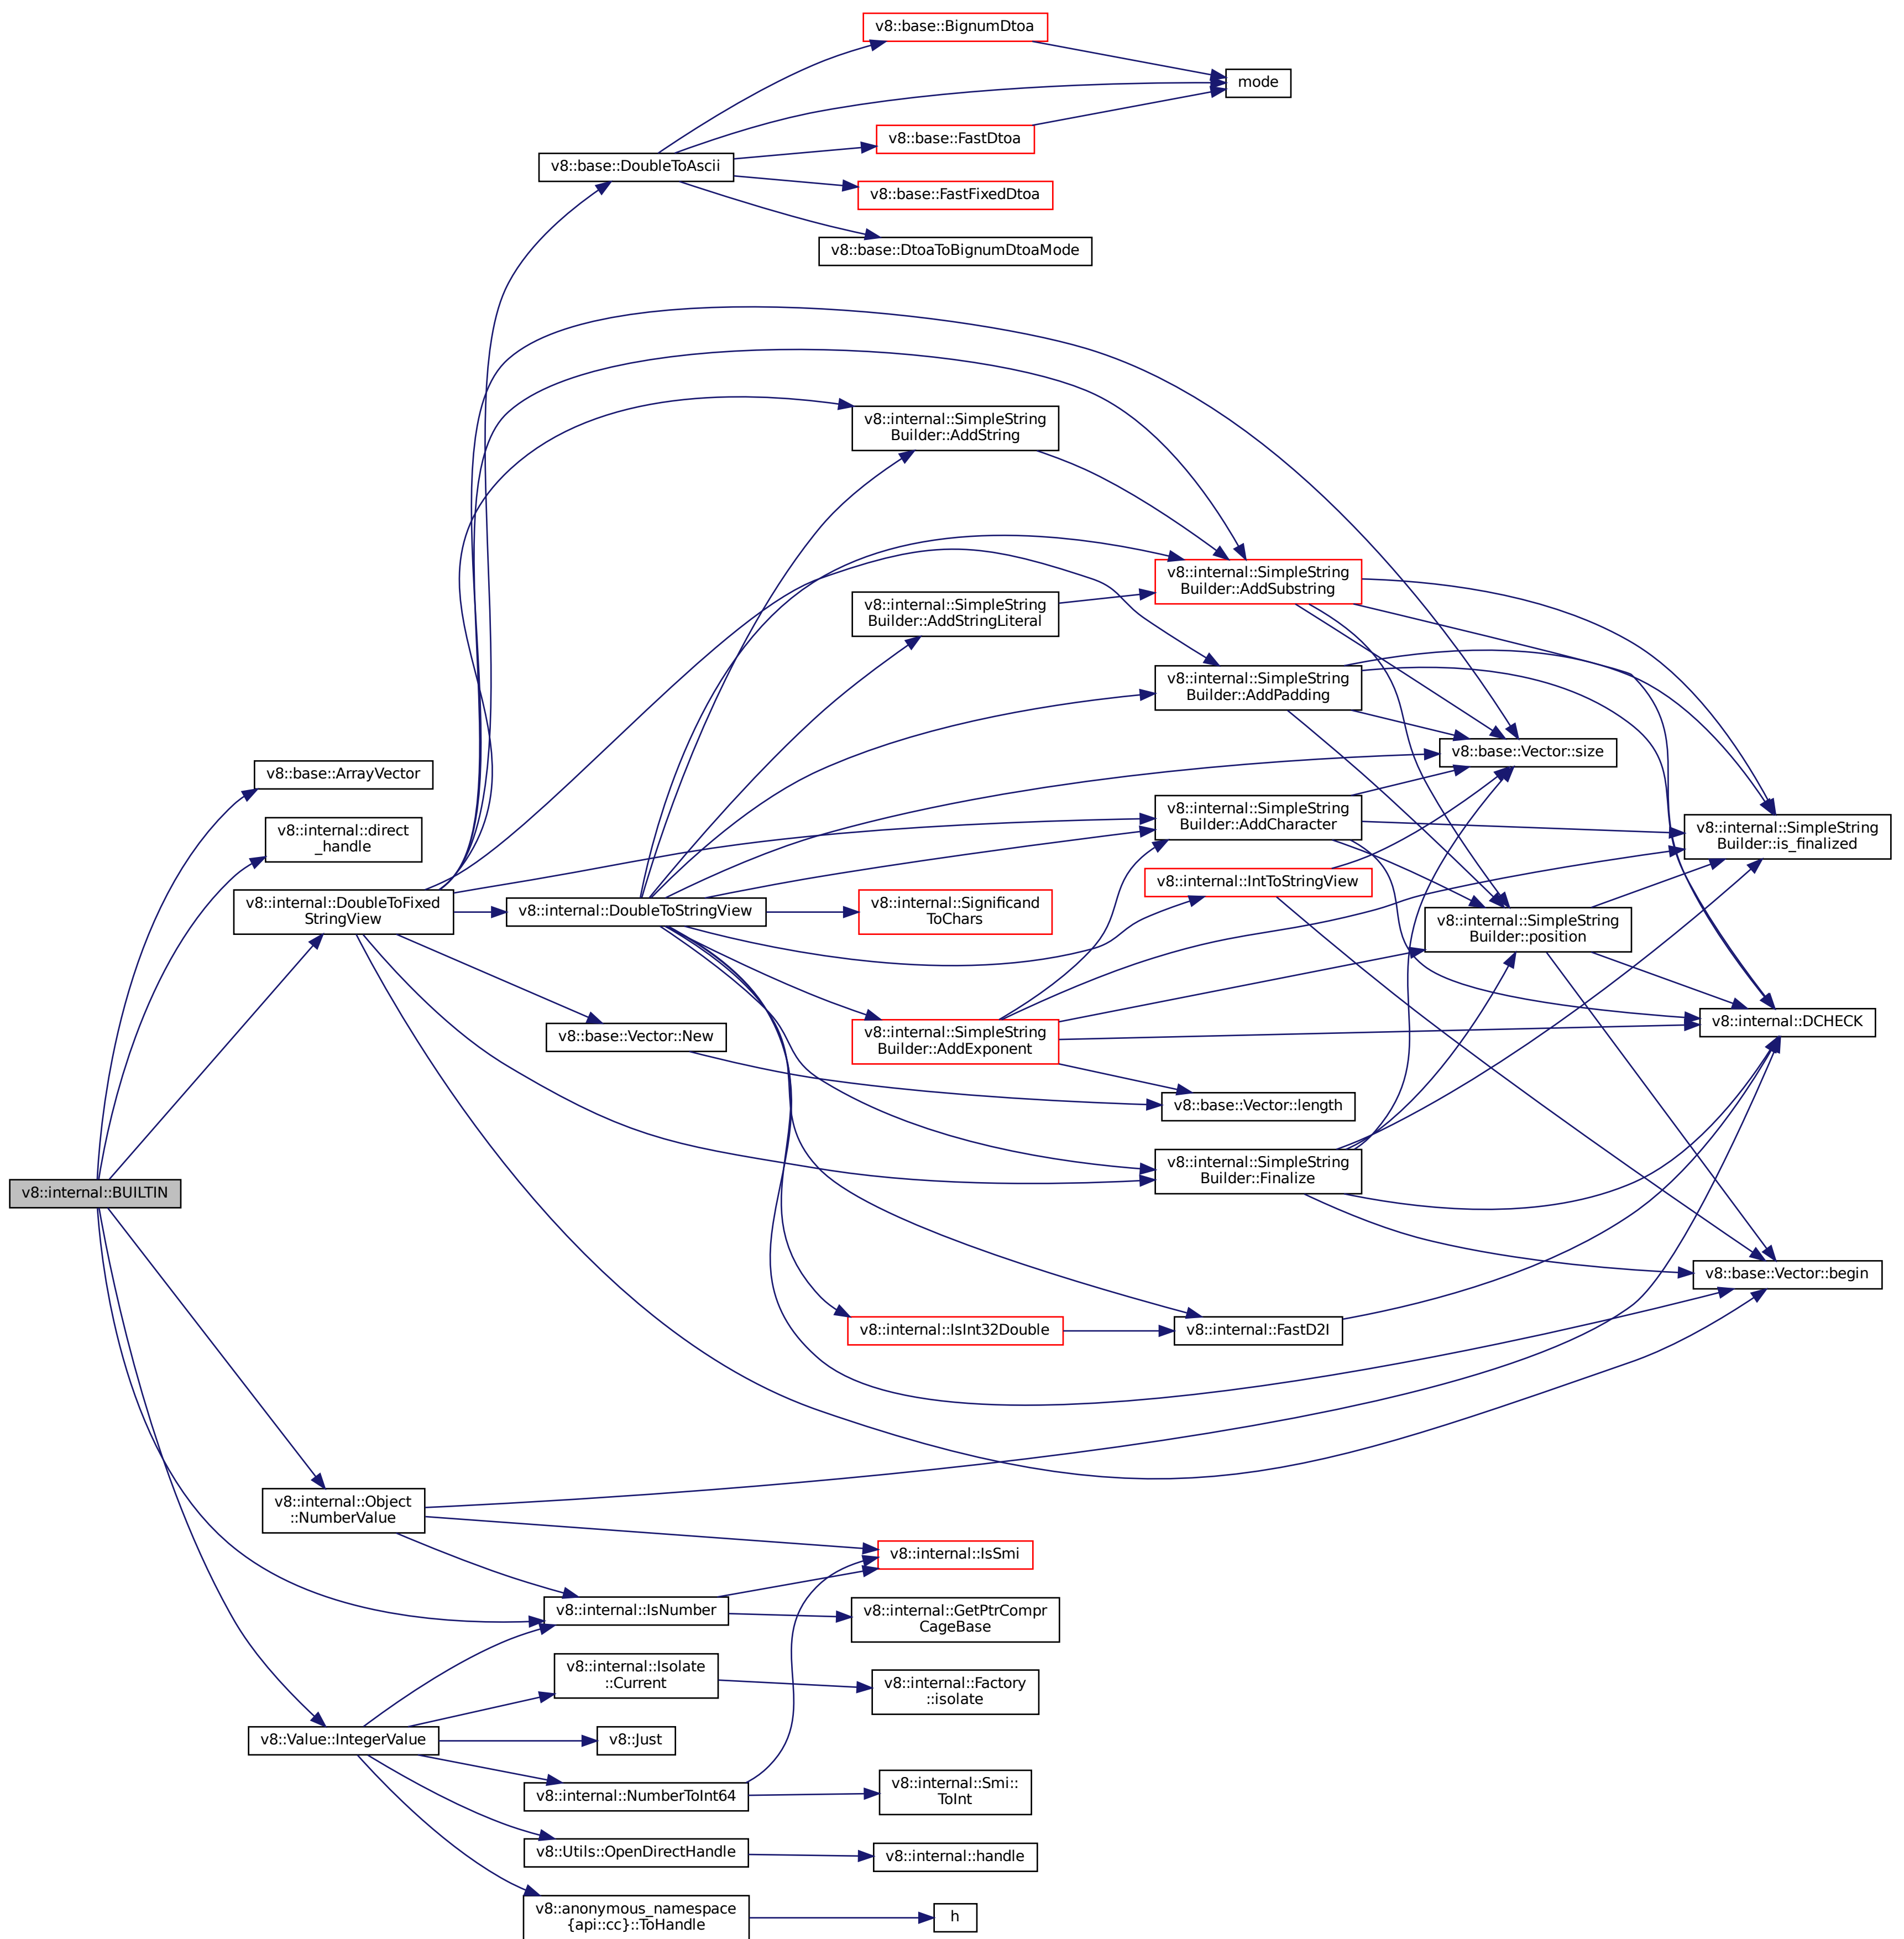 v8::base::BignumDtoa
mode
v8::base::FastDtoa
v8::base::DoubleToAscii
v8::base::FastFixedDtoa
v8::base::DtoaToBignumDtoaMode
v8::internal::SimpleString
Builder::AddString
v8::internal::SimpleString
Builder::AddSubstring
v8::internal::SimpleString
Builder::AddStringLiteral
v8::internal::SimpleString
Builder::AddPadding
v8::base::Vector::size
v8::base::ArrayVector
v8::internal::SimpleString
Builder::AddCharacter
v8::internal::SimpleString
Builder::is_finalized
v8::internal::direct
_handle
v8::internal::IntToStringView
v8::internal::DoubleToFixed
StringView
v8::internal::DoubleToStringView
v8::internal::Significand
ToChars
v8::internal::SimpleString
Builder::position
v8::internal::DCHECK
v8::base::Vector::New
v8::internal::SimpleString
Builder::AddExponent
v8::base::Vector::length
v8::internal::SimpleString
Builder::Finalize
v8::internal::BUILTIN
v8::base::Vector::begin
v8::internal::IsInt32Double
v8::internal::FastD2I
v8::internal::Object
::NumberValue
v8::internal::IsSmi
v8::internal::IsNumber
v8::internal::GetPtrCompr
CageBase
v8::internal::Isolate
::Current
v8::internal::Factory
::isolate
v8::Value::IntegerValue
v8::Just
v8::internal::NumberToInt64
v8::internal::Smi::
ToInt
v8::Utils::OpenDirectHandle
v8::internal::handle
v8::anonymous_namespace
{api::cc}::ToHandle
h